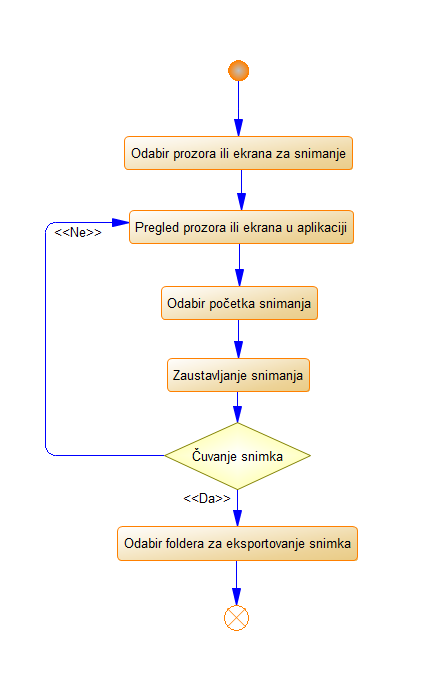 Odabir prozora ili ekrana za snimanje
Pregled prozora ili ekrana u aplikaciji
<<Ne>>
Odabir početka snimanja
Zaustavljanje snimanja
Čuvanje snimka
<<Da>>
Odabir foldera za eksportovanje snimka